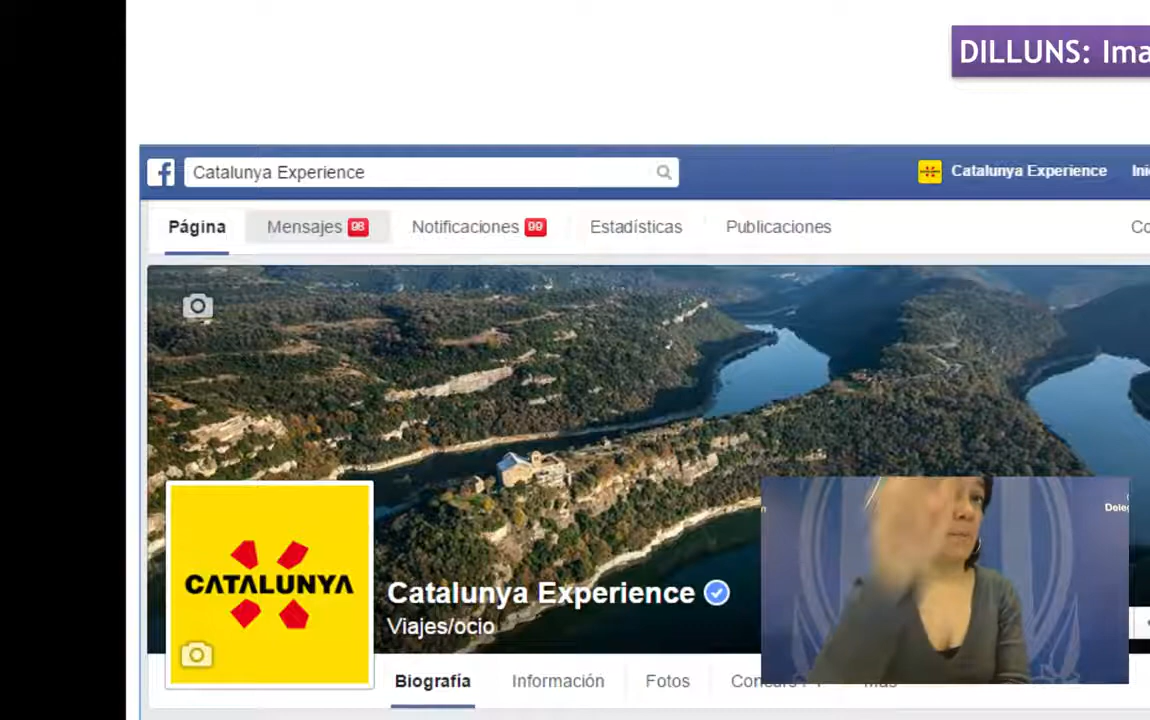 DILLUNS: Ima
Catalunya Experience
Catalunya Experience
Página
Mensajes 98
Notificaciones 99
Estadísticas
Publicaciones
CATALUNYA
Catalunya Experience
Viajes/ocio
Biografía
Información
Fotos